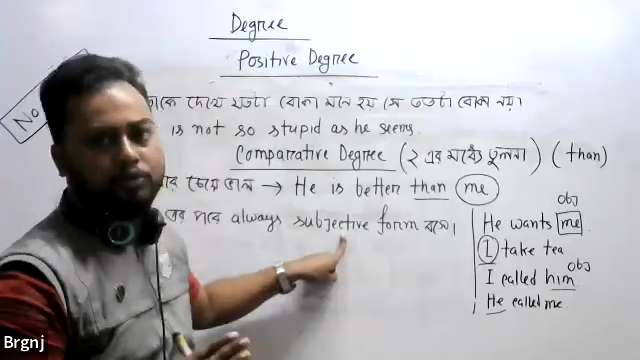 Degree
Positive Degree
NO
তাকে দেখে যতটা বোকা মনে হয় সে ততটা বোকা নয়।
is not so stupid as he seems.
Comparative Degree (২ এর মধ্যে তুলনা) (than)
চেয়ে ভাল → He is better than me
পরে always subjective form বসে।
obj
He wants me.
I take tea
obj
I called him
He called me
Brgnj